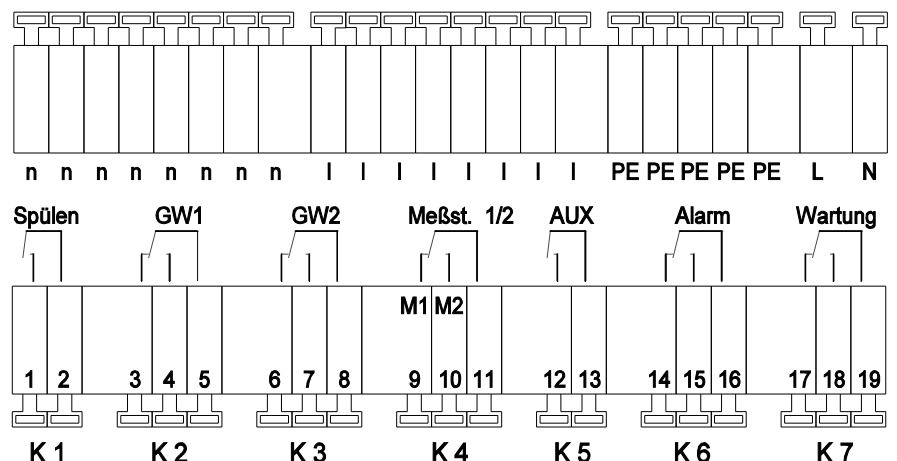 n n n n n n n n l l l l l l l l PE PE PE PE PE L N
Spülen GW1 GW2 Meßst. 1/2 AUX Alarm Wartung
M1 M2
1 2 3 4 5 6 7 8 9 10 11 12 13 14 15 16 17 18 19
K 1 K 2 K 3 K 4 K 5 K 6 K 7